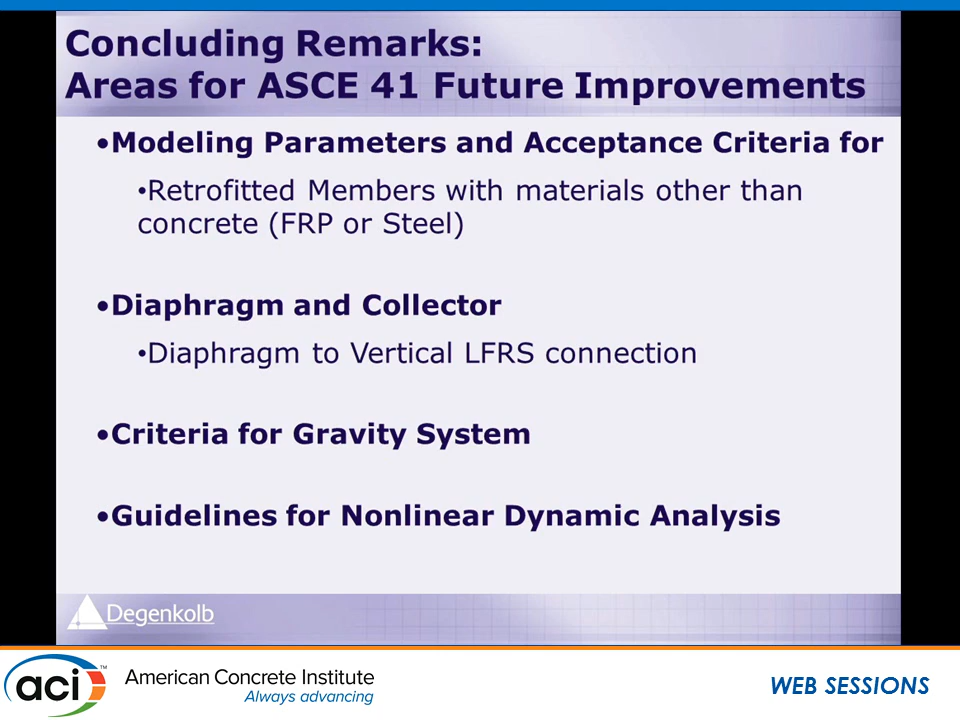 Concluding Remarks:
Areas for ASCE 41 Future Improvements
•Modeling Parameters and Acceptance Criteria for
•Retrofitted Members with materials other than
concrete (FRP or Steel)
•Diaphragm and Collector
•Diaphragm to Vertical LFRS connection
•Criteria for Gravity System
•Guidelines for Nonlinear Dynamic Analysis
Degenkolb
aci™
American Concrete Institute
Always advancing
WEB SESSIONS